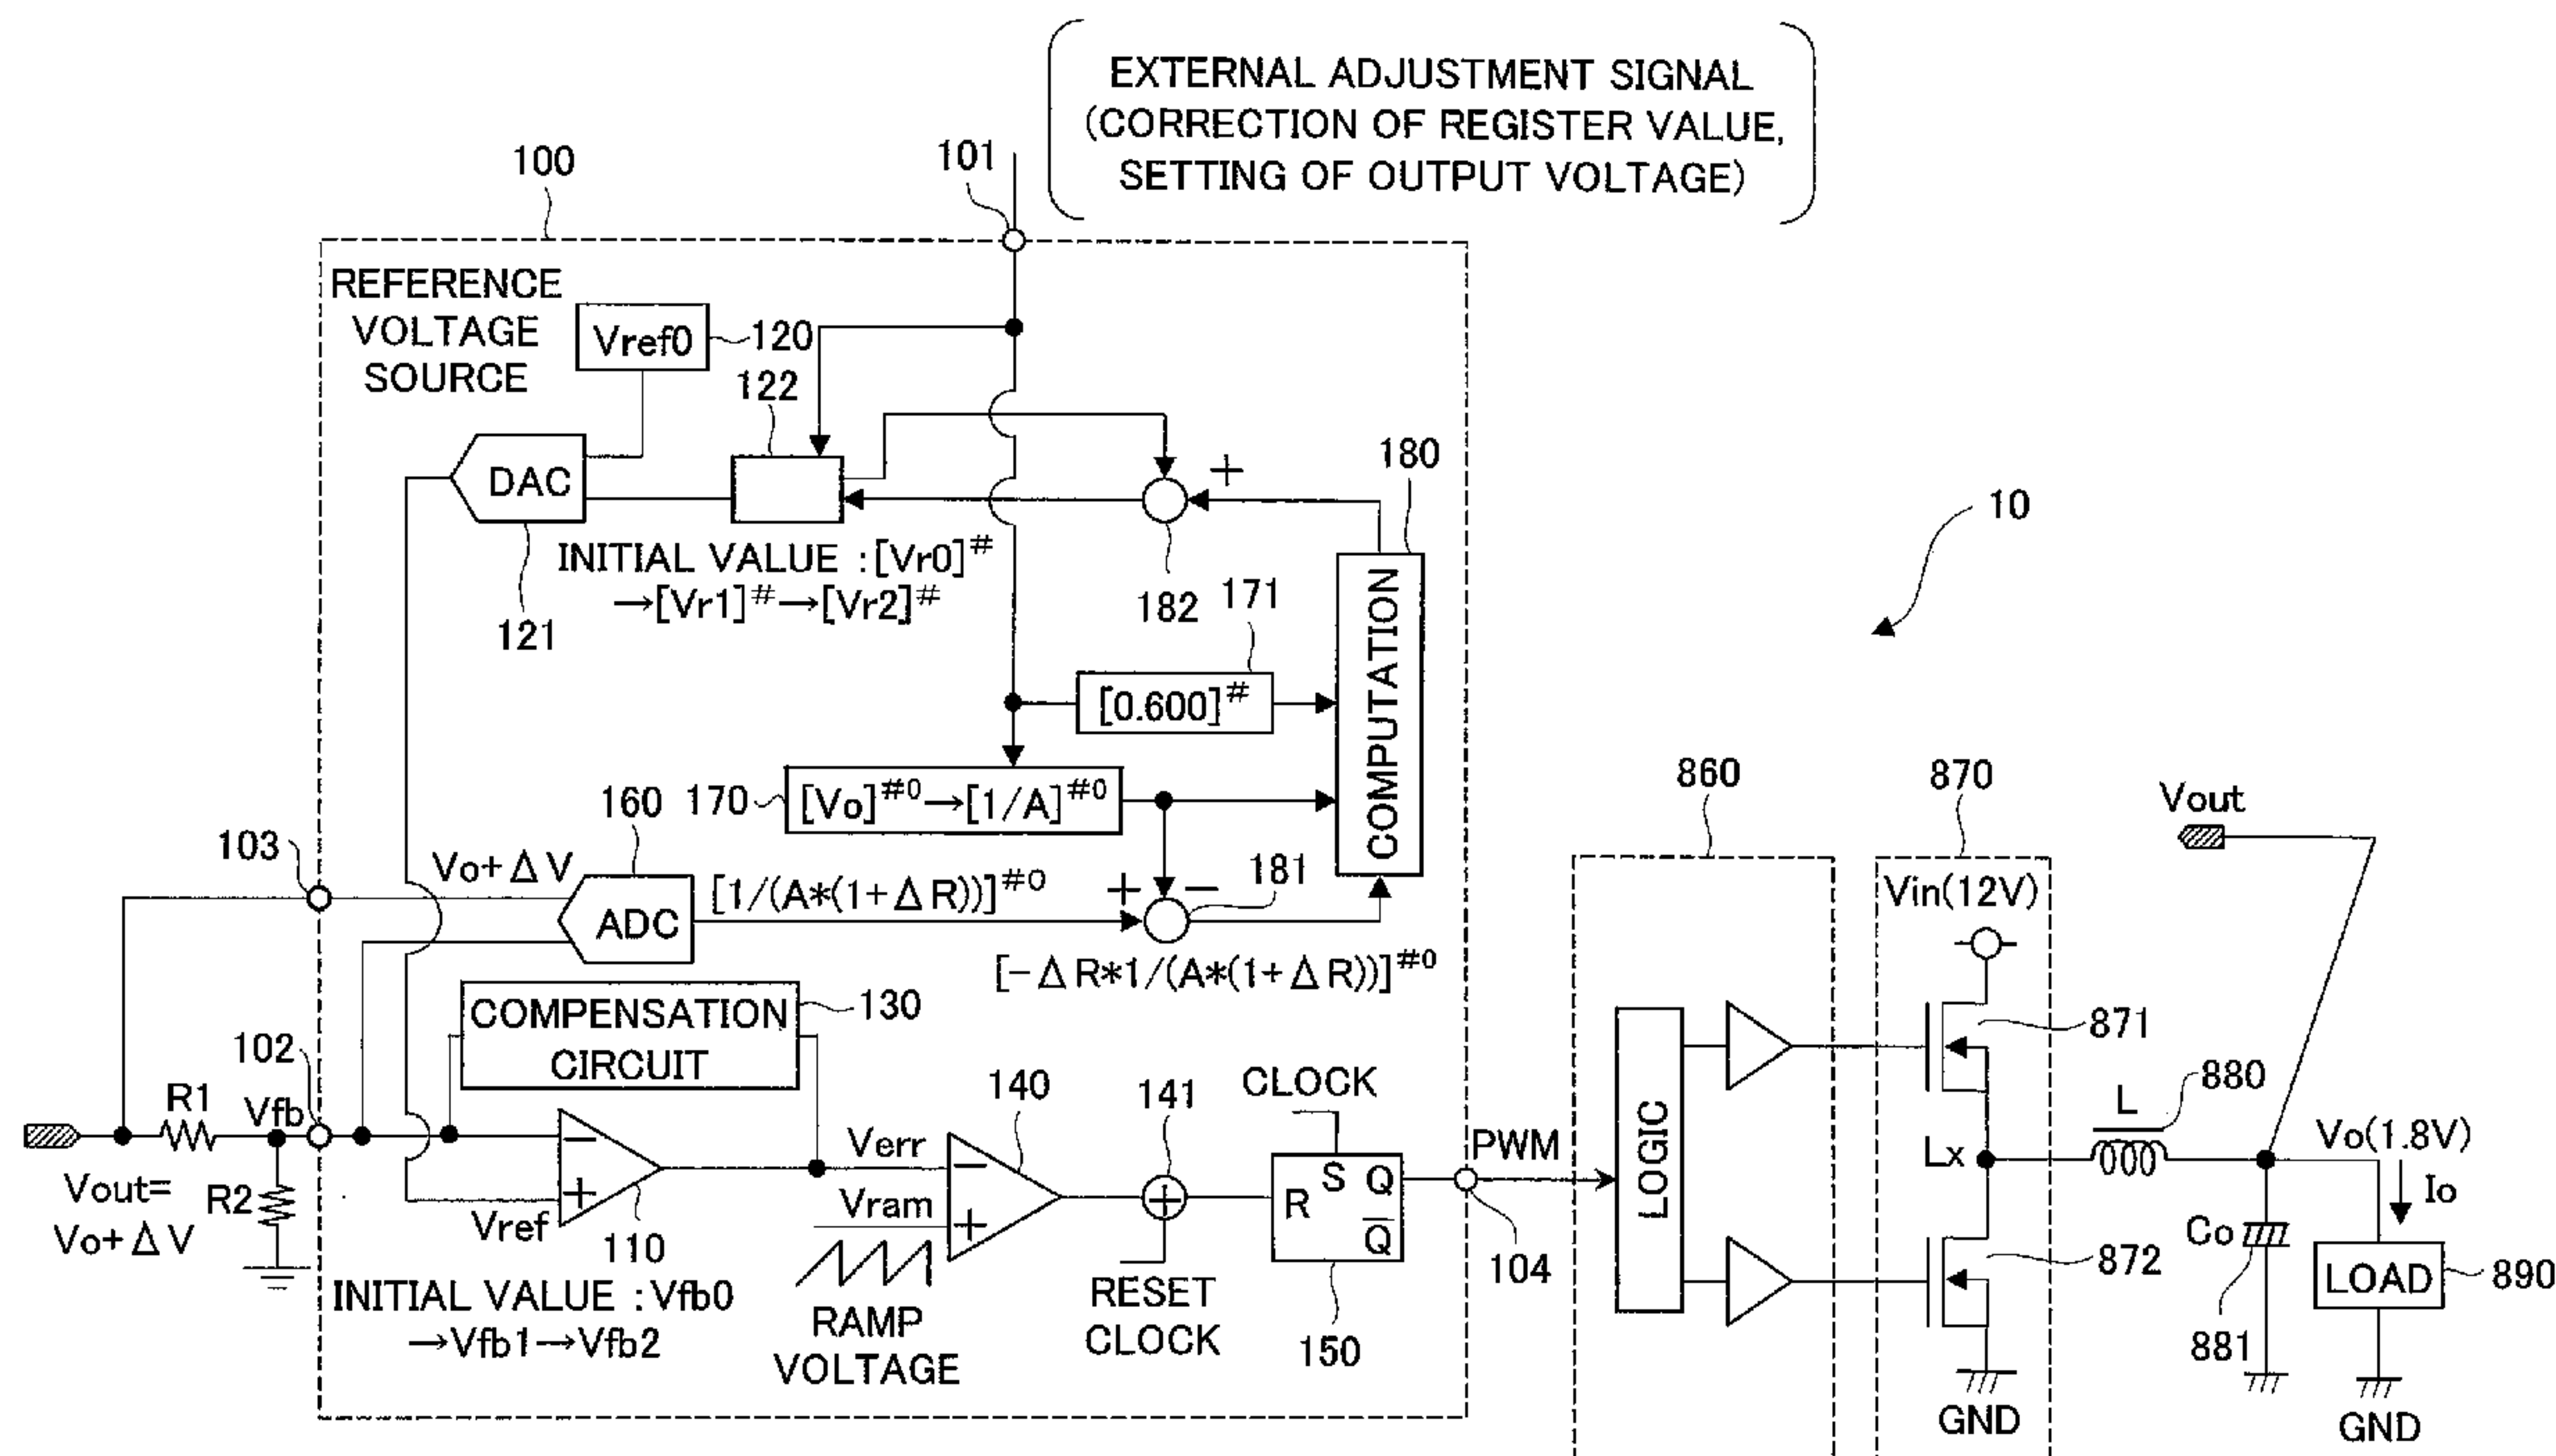 EXTERNAL ADJUSTMENT SIGNAL
(CORRECTION OF REGISTER VALUE,
SETTING OF OUTPUT VOLTAGE)
100
101
REFERENCE
VOLTAGE
SOURCE
Vref0
120
122
DAC
121
INITIAL VALUE :[Vr0]#
→[Vr1]#→[Vr2]#
+
182
180
171
[0.600]#
COMPUTATION
10
170
[Vo]#0→[1/A]#0
160
103
Vo+ΔV
ADC
[1/(A*(1+ΔR))]#0
+
−
181
[-ΔR*1/(A*(1+ΔR))]#0
COMPENSATION
CIRCUIT
130
102
R1
Vfb
R2
Vout=
Vo+ΔV
−
+
Vref
110
INITIAL VALUE :Vfb0
→Vfb1→Vfb2
Verr
Vram
−
+
140
RAMP
VOLTAGE
141
+
RESET
CLOCK
CLOCK
S
R
Q
Q̅
150
PWM
104
860
LOGIC
870
Vin(12V)
871
872
Lx
GND
L
880
Vout
Vo(1.8V)
Io
Co
881
LOAD
890
GND